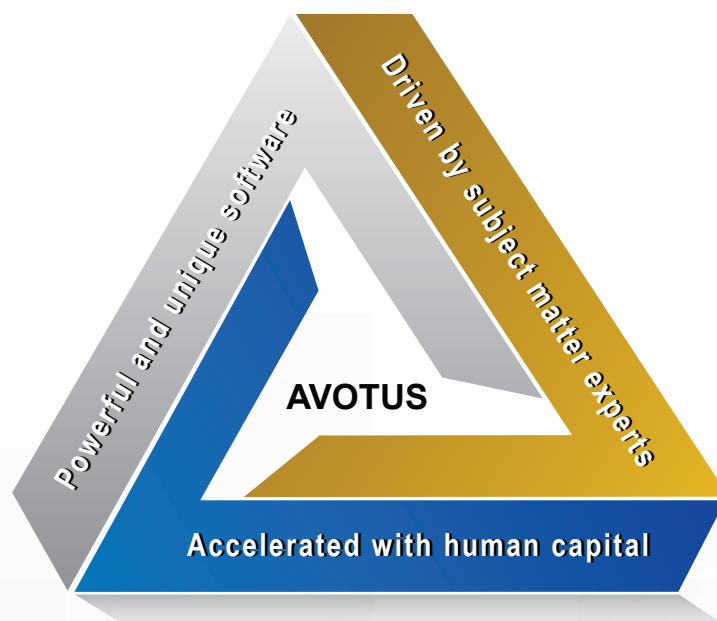 Powerful and unique software
Driven by subject matter experts
AVOTUS
Accelerated with human capital